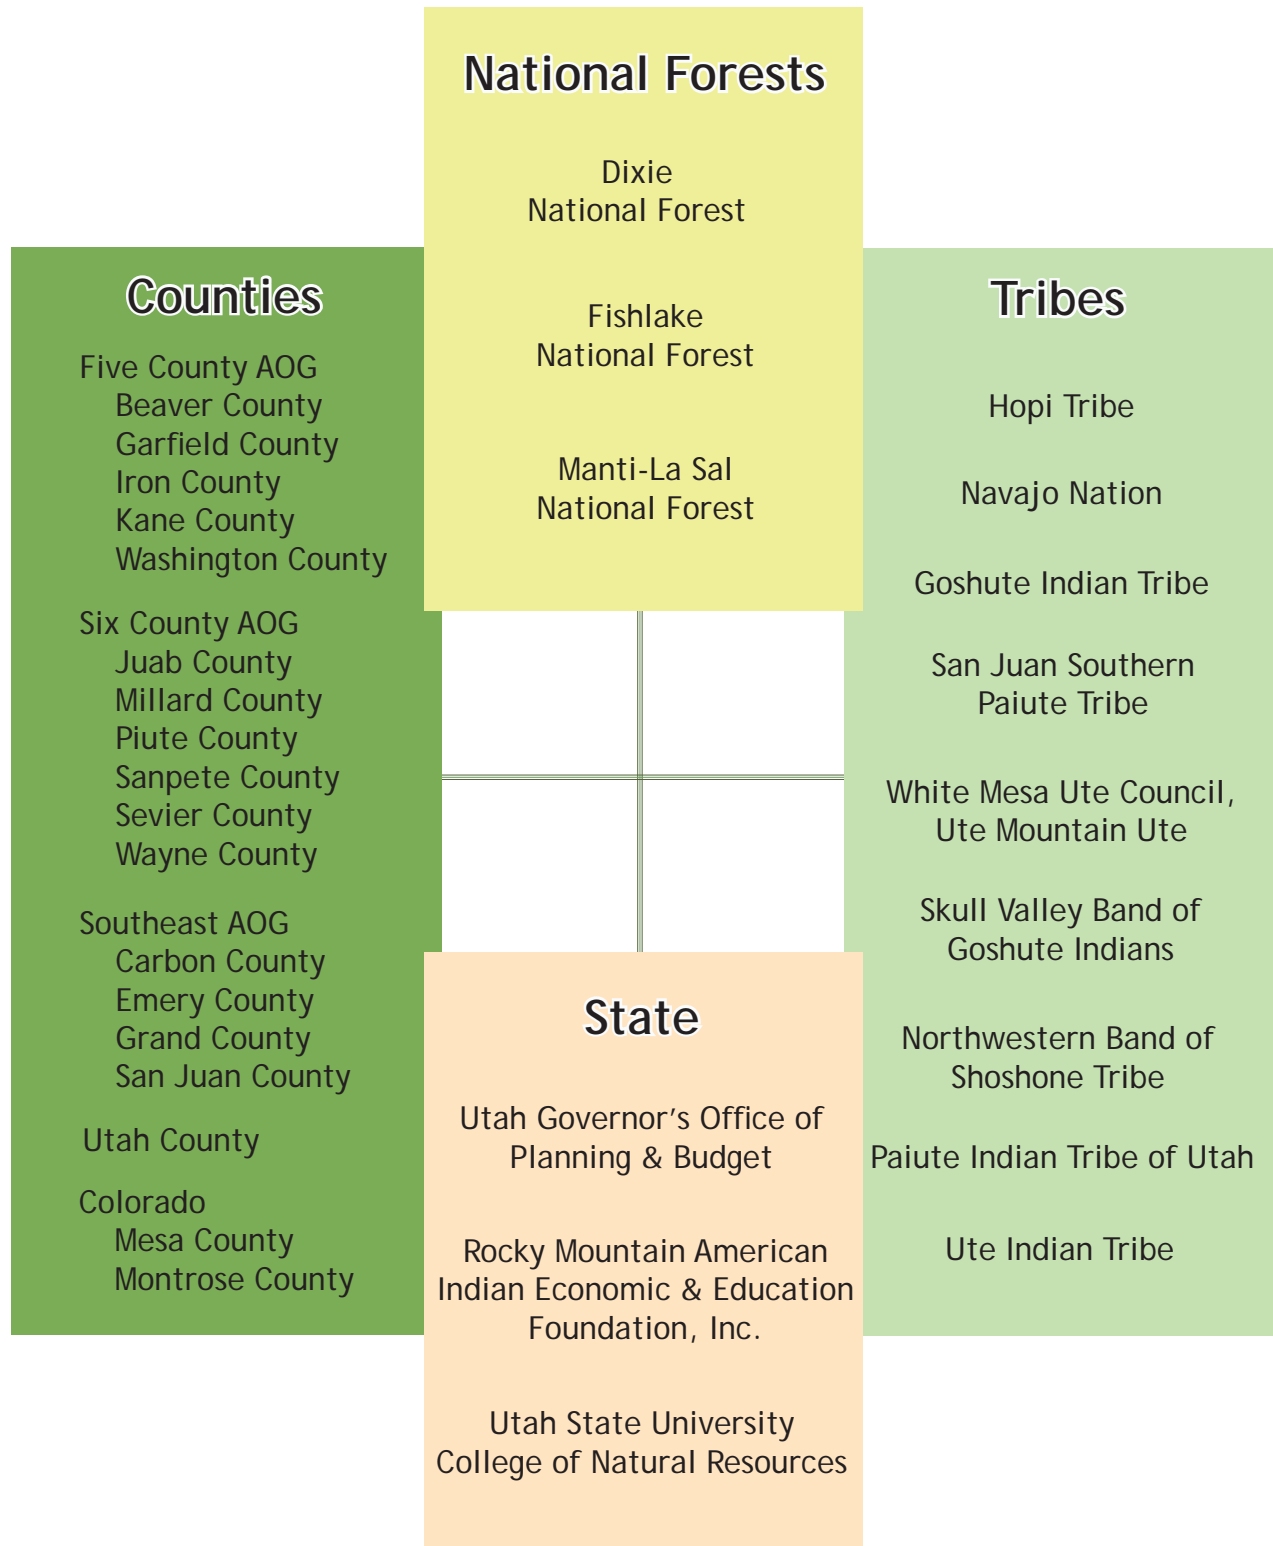 National Forests
Dixie
National Forest
Fishlake
National Forest
Manti-La Sal
National Forest
Counties
Five County AOG
Beaver County
Garfield County
Iron County
Kane County
Washington County
Six County AOG
Juab County
Millard County
Piute County
Sanpete County
Sevier County
Wayne County
Southeast AOG
Carbon County
Emery County
Grand County
San Juan County
Utah County
Colorado
Mesa County
Montrose County
Tribes
Hopi Tribe
Navajo Nation
Goshute Indian Tribe
San Juan Southern
Paiute Tribe
White Mesa Ute Council,
Ute Mountain Ute
Skull Valley Band of
Goshute Indians
Northwestern Band of
Shoshone Tribe
Paiute Indian Tribe of Utah
Ute Indian Tribe
State
Utah Governor's Office of
Planning & Budget
Rocky Mountain American
Indian Economic & Education
Foundation, Inc.
Utah State University
College of Natural Resources